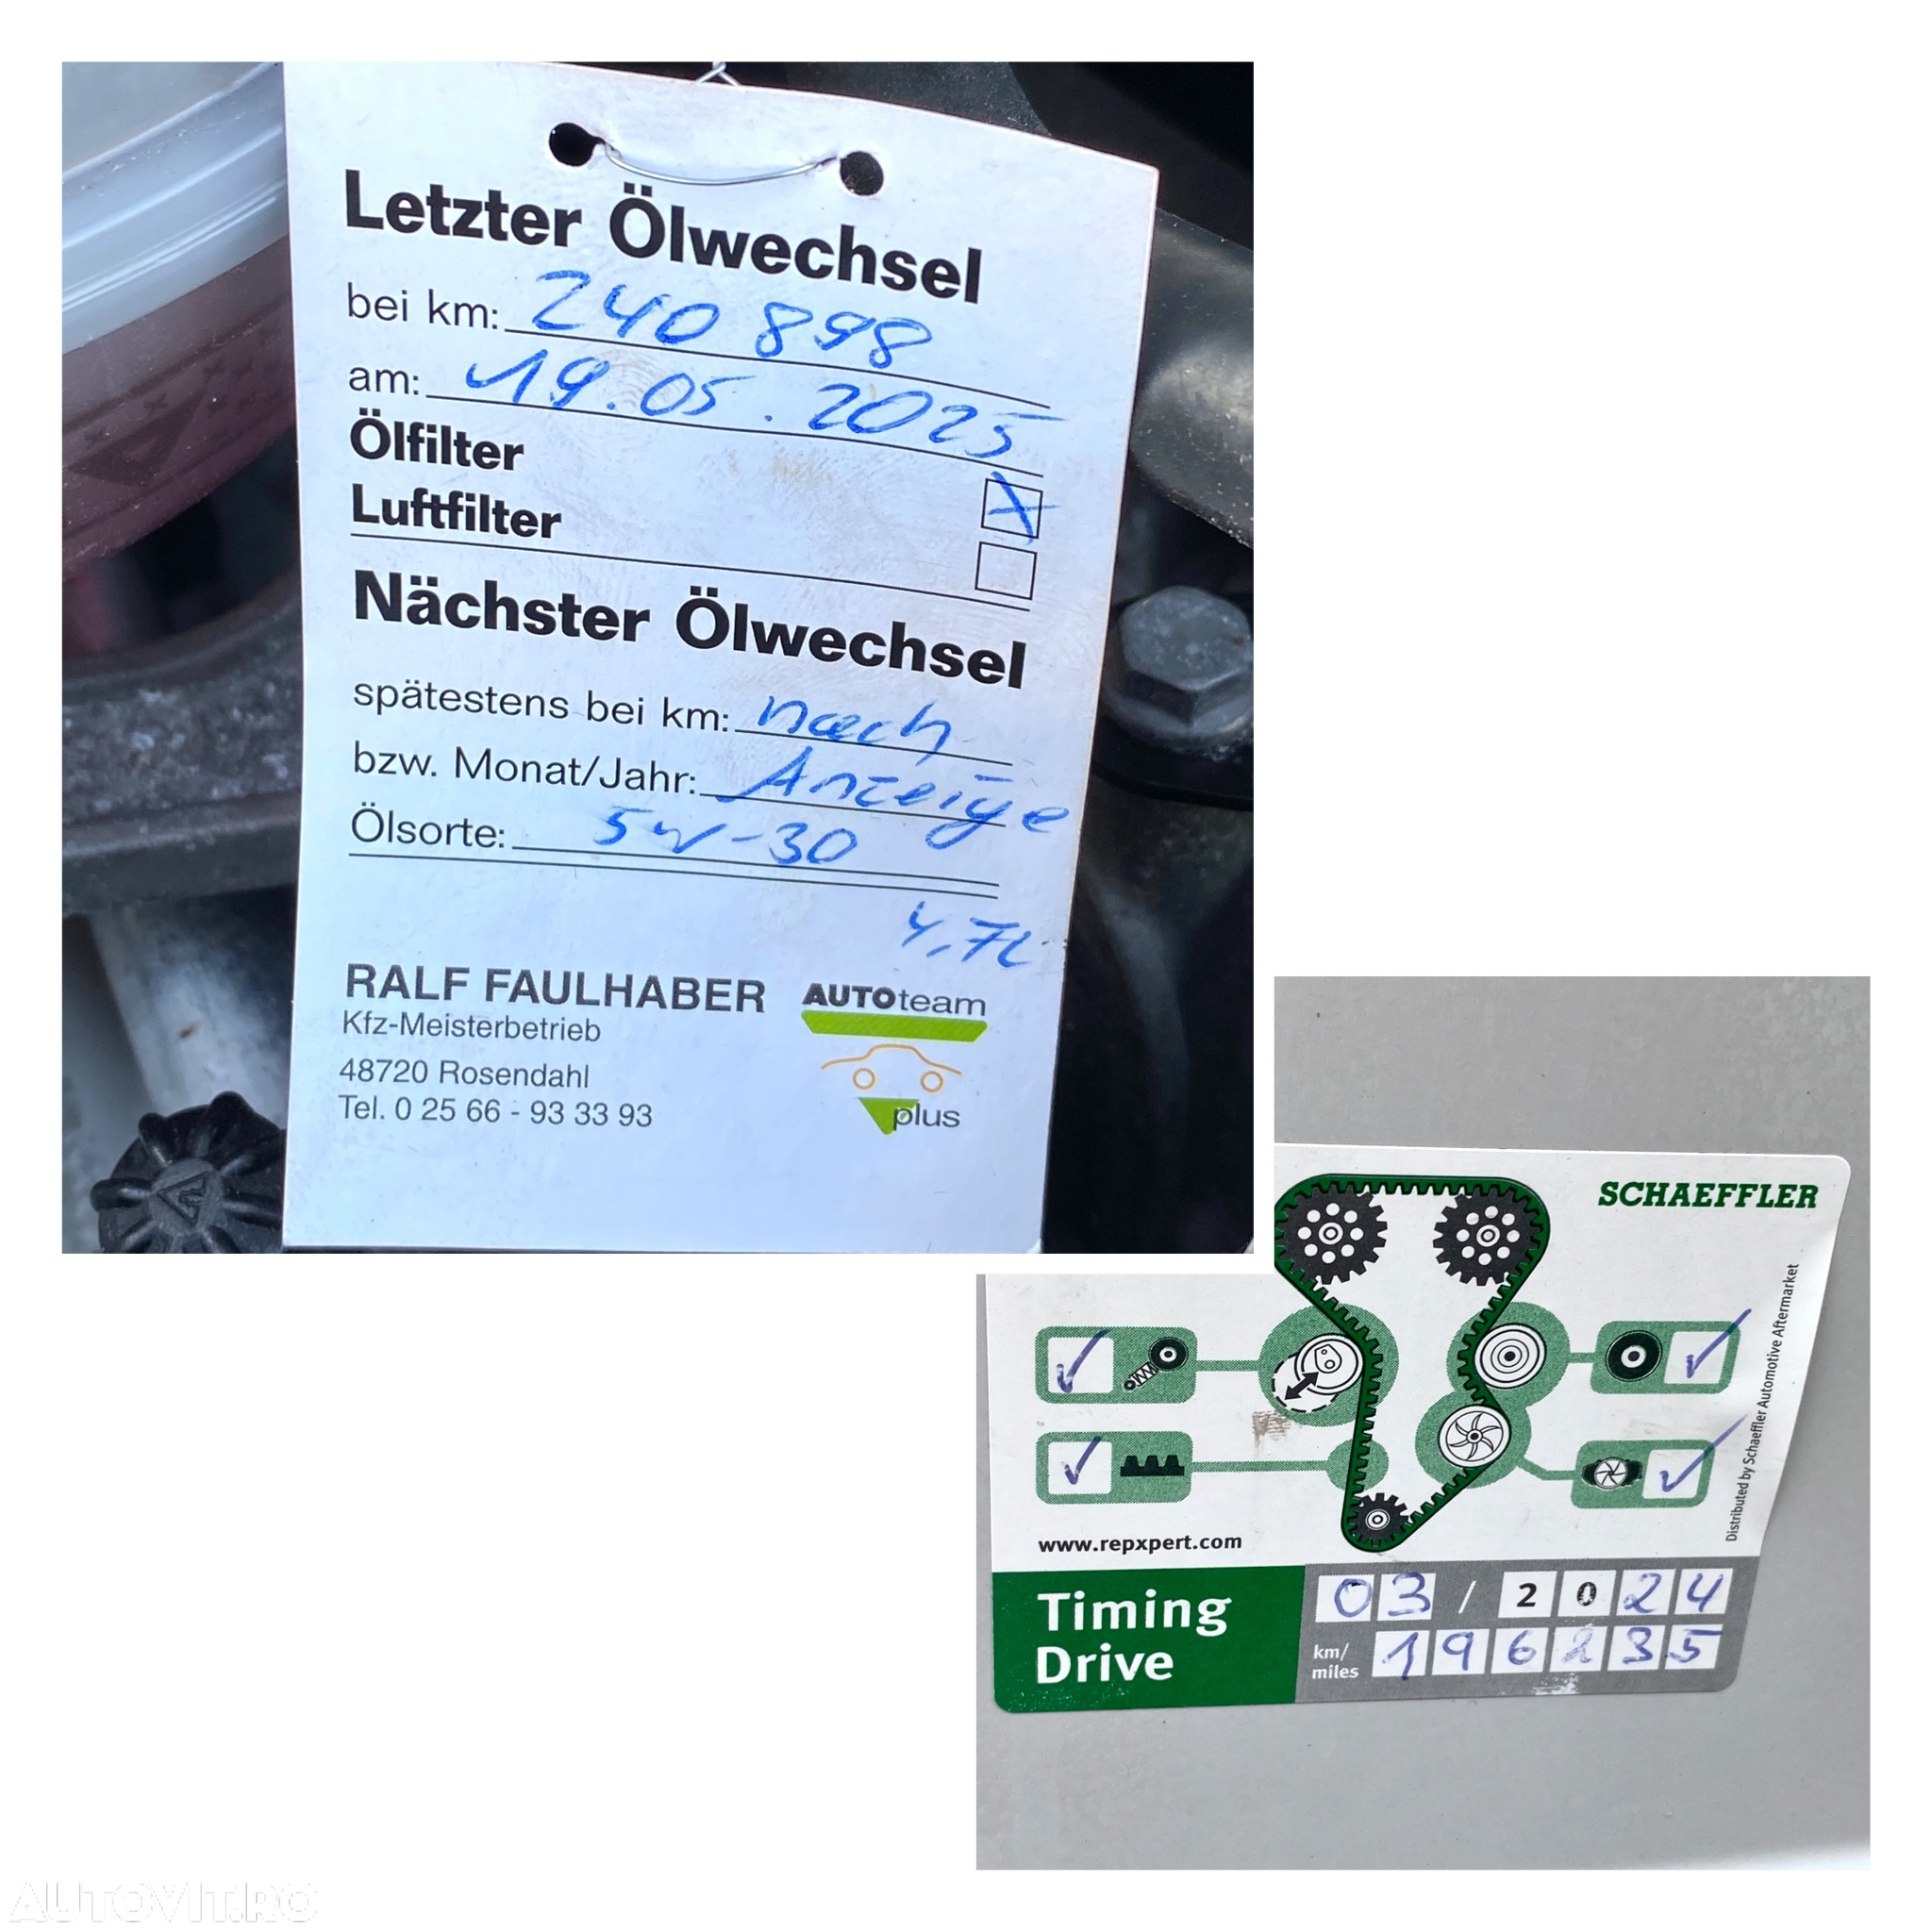 Letzter Ölwechsel
bei km: 240 898
am: 19.05.2025
Ölfilter X
Luftfilter
Nächster Ölwechsel
spätestens bei km: nach
bzw. Monat/Jahr: Anzeige
Ölsorte: 5w-30
4,7L
RALF FAULHABER
Kfz-Meisterbetrieb
48720 Rosendahl
Tel. 0 25 66 - 93 33 93
AUTOteam
plus
SCHAEFFLER
Distributed by Schaeffler Automotive Aftermarket
www.repxpert.com
Timing
Drive
03 / 2024
km/
miles
196235
AUTOVIT.RO